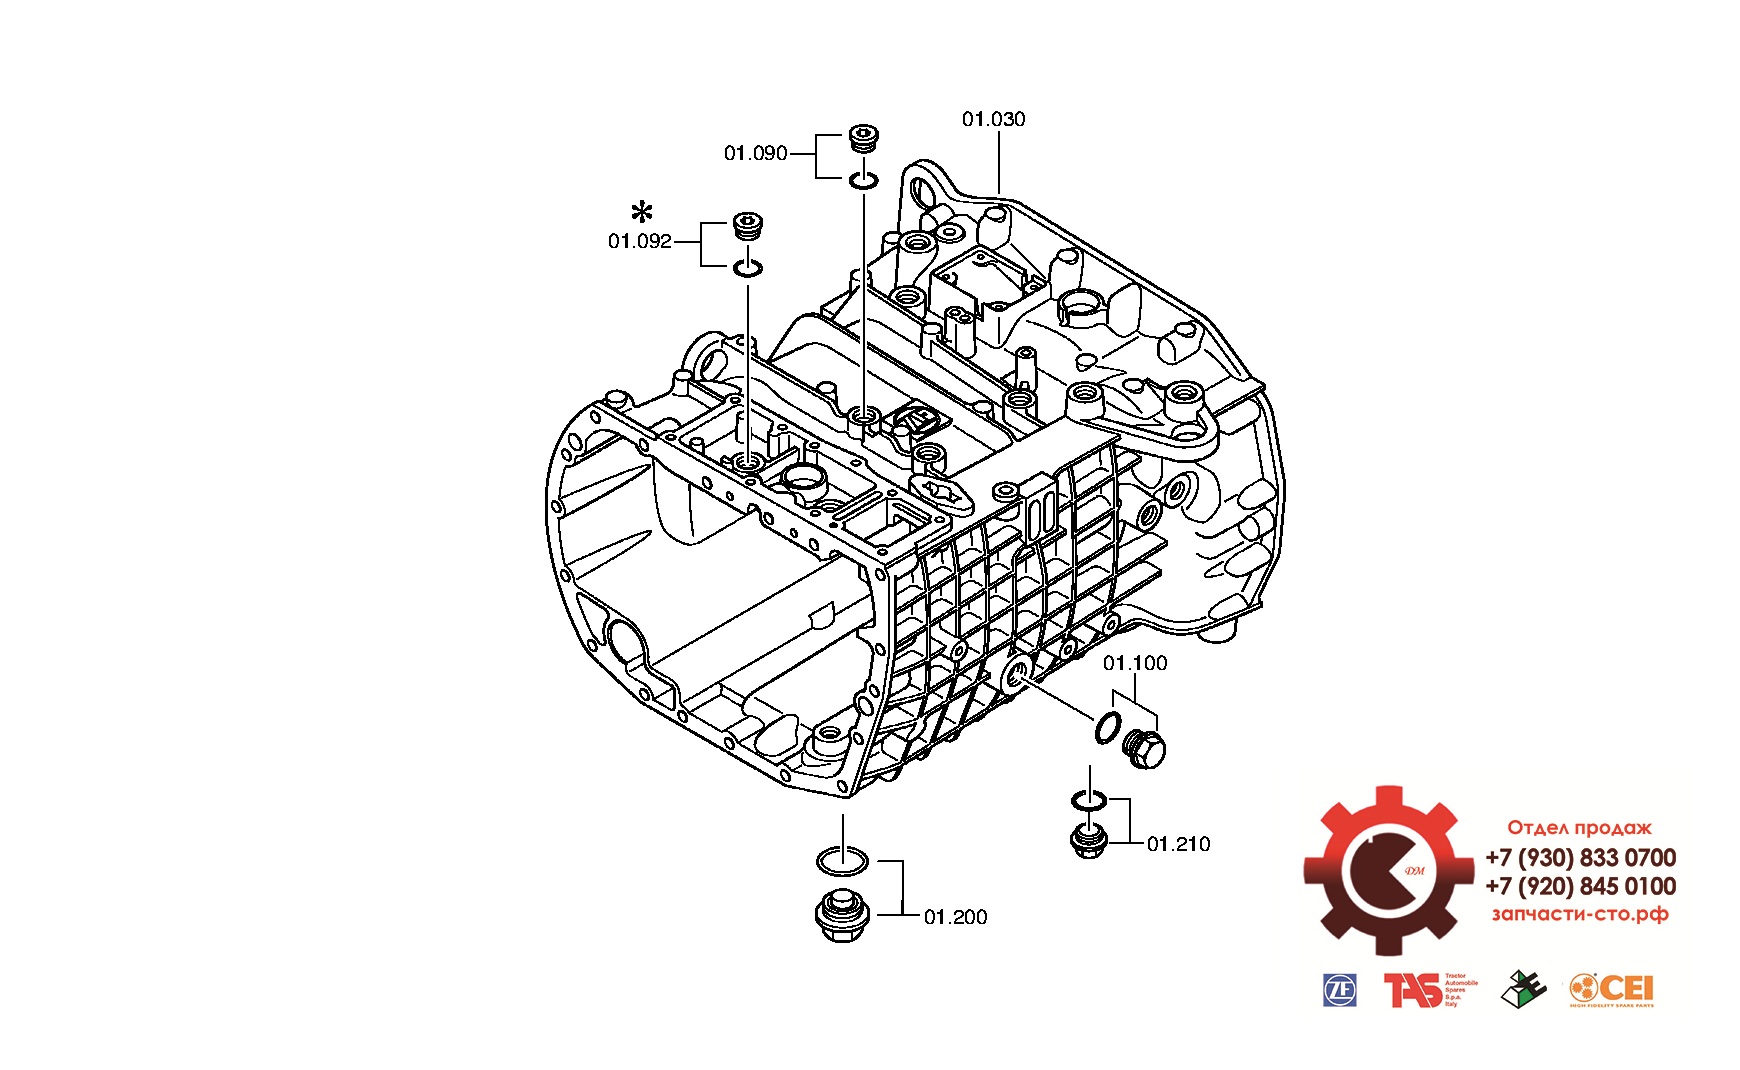 01.030
01.090
*
01.092
ZF
01.100
01.210
01.200
DM
Отдел продаж
+7 (930) 833 0700
+7 (920) 845 0100
запчасти-сто.рф
ZF
TAS
Tractor
Automobile
Spares
S.p.a.
Italy
CEI
HIGH FIDELITY SPARE PARTS